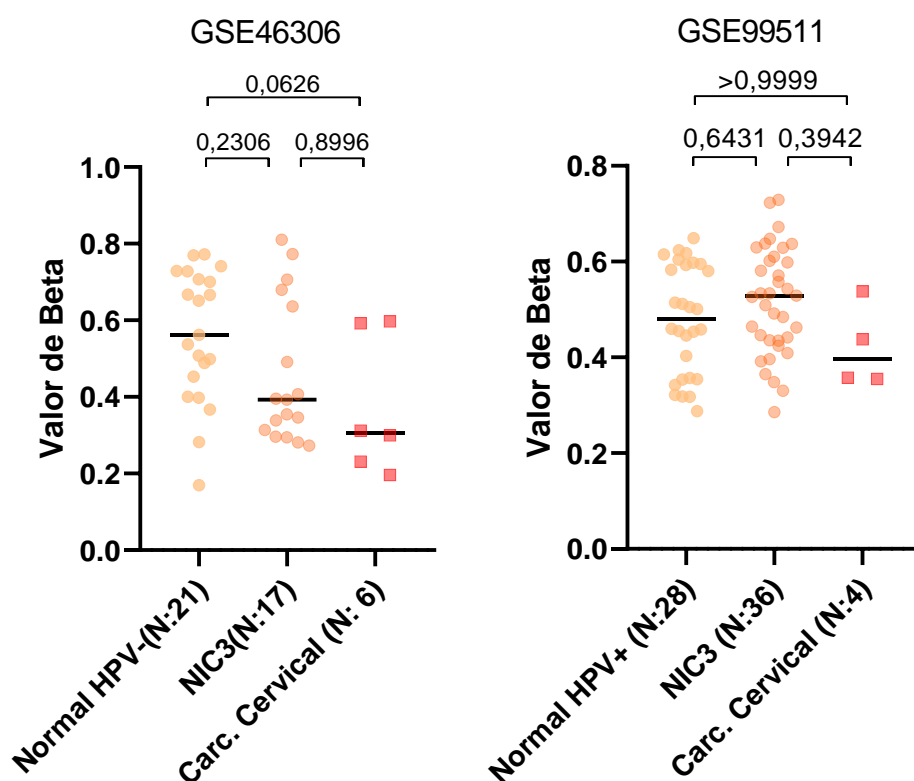 GSE46306
0,0626
0,2306
0,8996
Valor de Beta
1.0
0.8
0.6
0.4
0.2
0.0
Normal HPV-(N:21)
NIC3(N:17)
Carc. Cervical (N: 6)
GSE99511
>0,9999
0,6431
0,3942
Valor de Beta
0.8
0.6
0.4
0.2
0.0
Normal HPV+ (N:28)
NIC3 (N:36)
Carc. Cervical (N:4)